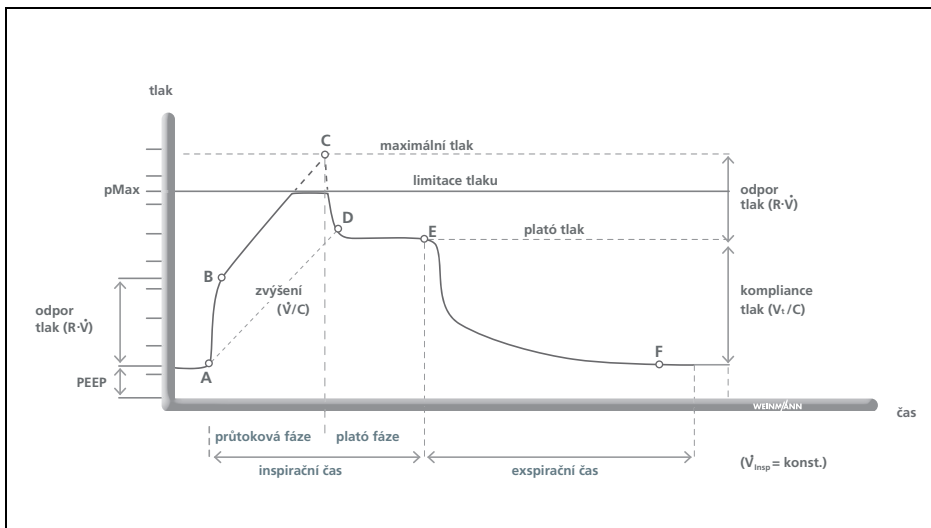 tlak
C
maximální tlak
pMax
limitace tlaku
odpor
tlak (R·V̇)
D
E
plató tlak
B
zvýšení
(V̇/C)
kompliance
tlak (Vₜ/C)
odpor
tlak (R·V̇)
F
A
PEEP
WEINMANN
čas
průtoková fáze
plató fáze
inspirační čas
exspirační čas
(V̇insp = konst.)